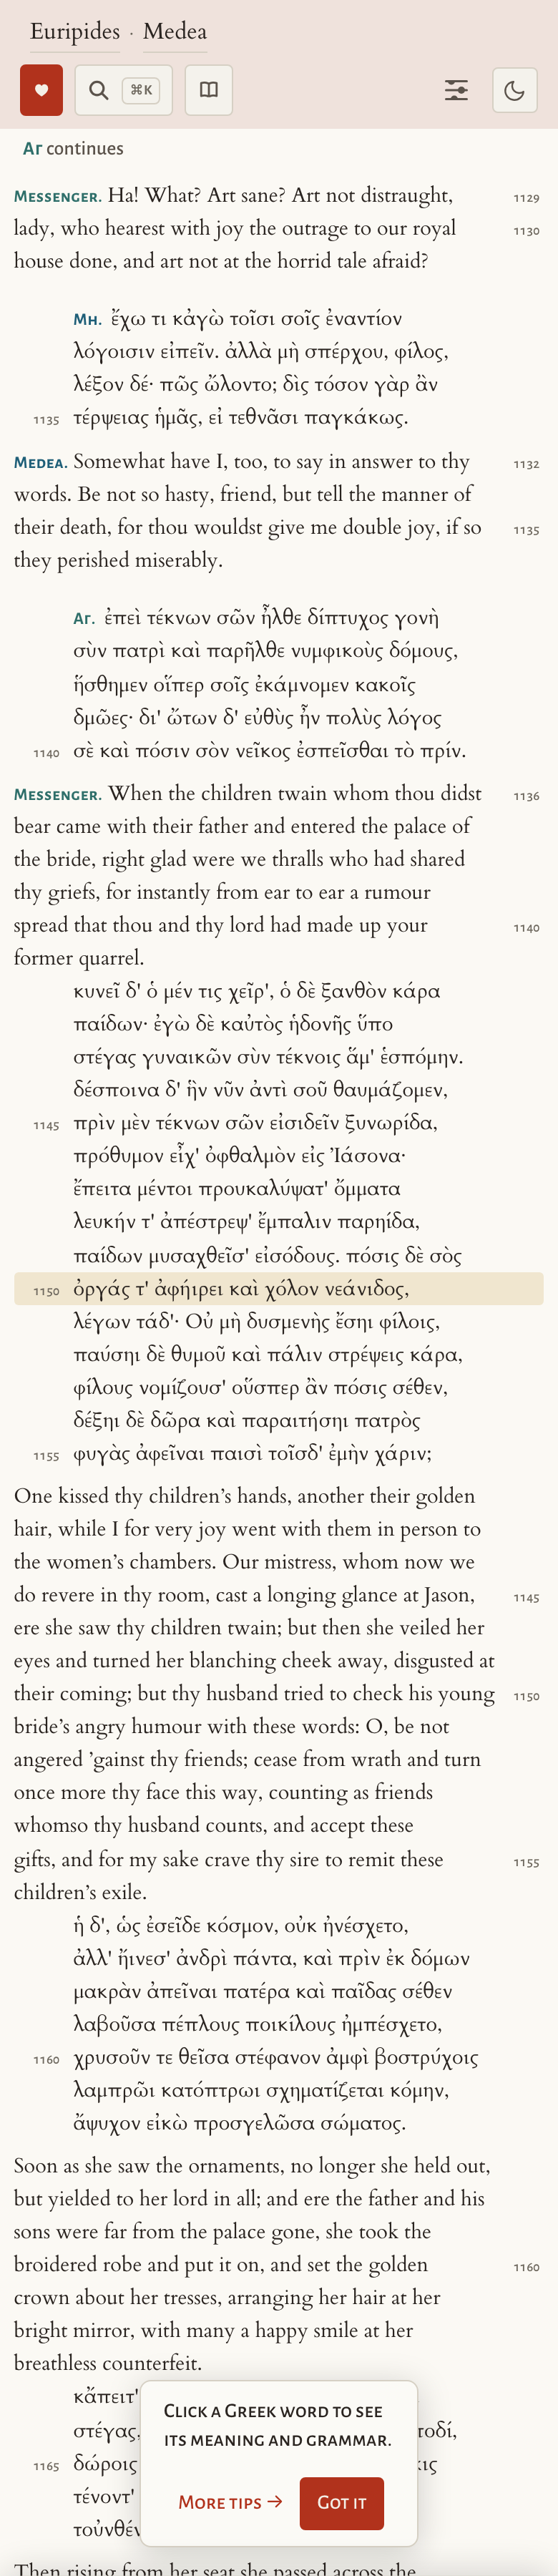 Euripides · Medea
⌘K
Ar continues
Messenger. Ha! What? Art sane? Art not distraught, 1129
lady, who hearest with joy the outrage to our royal 1130
house done, and art not at the horrid tale afraid?
Μη. ἔχω τι κἀγὼ τοῖσι σοῖς ἐναντίον
λόγοισιν εἰπεῖν. ἀλλὰ μὴ σπέρχου, φίλος,
λέξον δέ· πῶς ὤλοντο; δὶς τόσον γὰρ ἂν
1135 τέρψειας ἡμᾶς, εἰ τεθνᾶσι παγκάκως.
Medea. Somewhat have I, too, to say in answer to thy 1132
words. Be not so hasty, friend, but tell the manner of
their death, for thou wouldst give me double joy, if so 1135
they perished miserably.
Αγ. ἐπεὶ τέκνων σῶν ἦλθε δίπτυχος γονὴ
σὺν πατρὶ καὶ παρῆλθε νυμφικοὺς δόμους,
ἥσθημεν οἵπερ σοῖς ἐκάμνομεν κακοῖς
δμῶες· δι' ὤτων δ' εὐθὺς ἦν πολὺς λόγος
1140 σὲ καὶ πόσιν σὸν νεῖκος ἐσπεῖσθαι τὸ πρίν.
Messenger. When the children twain whom thou didst 1136
bear came with their father and entered the palace of
the bride, right glad were we thralls who had shared
thy griefs, for instantly from ear to ear a rumour
spread that thou and thy lord had made up your 1140
former quarrel.
κυνεῖ δ' ὁ μέν τις χεῖρ', ὁ δὲ ξανθὸν κάρα
παίδων· ἐγὼ δὲ καὐτὸς ἡδονῆς ὕπο
στέγας γυναικῶν σὺν τέκνοις ἅμ' ἑσπόμην.
δέσποινα δ' ἣν νῦν ἀντὶ σοῦ θαυμάζομεν,
1145 πρὶν μὲν τέκνων σῶν εἰσιδεῖν ξυνωρίδα,
πρόθυμον εἶχ' ὀφθαλμὸν εἰς Ἰάσονα·
ἔπειτα μέντοι προυκαλύψατ' ὄμματα
λευκήν τ' ἀπέστρεψ' ἔμπαλιν παρηίδα,
παίδων μυσαχθεῖσ' εἰσόδους. πόσις δὲ σὸς
1150 ὀργάς τ' ἀφήιρει καὶ χόλον νεάνιδος,
λέγων τάδ'· Οὐ μὴ δυσμενὴς ἔσηι φίλοις,
παύσηι δὲ θυμοῦ καὶ πάλιν στρέψεις κάρα,
φίλους νομίζουσ' οὕσπερ ἂν πόσις σέθεν,
δέξηι δὲ δῶρα καὶ παραιτήσηι πατρὸς
1155 φυγὰς ἀφεῖναι παισὶ τοῖσδ' ἐμὴν χάριν;
One kissed thy children’s hands, another their golden
hair, while I for very joy went with them in person to
the women’s chambers. Our mistress, whom now we
do revere in thy room, cast a longing glance at Jason, 1145
ere she saw thy children twain; but then she veiled her
eyes and turned her blanching cheek away, disgusted at
their coming; but thy husband tried to check his young 1150
bride’s angry humour with these words: O, be not
angered ’gainst thy friends; cease from wrath and turn
once more thy face this way, counting as friends
whomso thy husband counts, and accept these
gifts, and for my sake crave thy sire to remit these 1155
children’s exile.
ἡ δ', ὡς ἐσεῖδε κόσμον, οὐκ ἠνέσχετο,
ἀλλ' ἤινεσ' ἀνδρὶ πάντα, καὶ πρὶν ἐκ δόμων
μακρὰν ἀπεῖναι πατέρα καὶ παῖδας σέθεν
λαβοῦσα πέπλους ποικίλους ἠμπέσχετο,
1160 χρυσοῦν τε θεῖσα στέφανον ἀμφὶ βοστρύχοις
λαμπρῶι κατόπτρωι σχηματίζεται κόμην,
ἄψυχον εἰκὼ προσγελῶσα σώματος.
Soon as she saw the ornaments, no longer she held out,
but yielded to her lord in all; and ere the father and his
sons were far from the palace gone, she took the
broidered robe and put it on, and set the golden 1160
crown about her tresses, arranging her hair at her
bright mirror, with many a happy smile at her
breathless counterfeit.
κἄπειτ'
στέγας,
1165 δώροις
τένοντ'
Click a Greek word to see
its meaning and grammar.
More tips → Got it
Then rising from her seat she passed across the